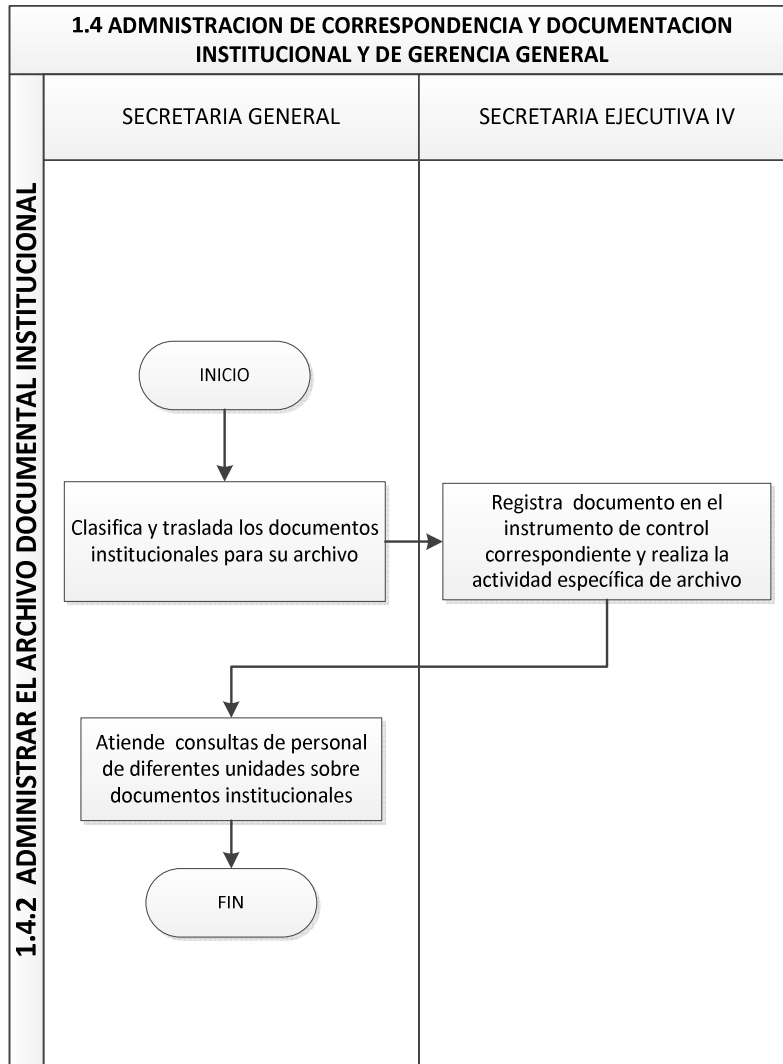 1.4 ADMNISTRACION DE CORRESPONDENCIA Y DOCUMENTACION
INSTITUCIONAL Y DE GERENCIA GENERAL
1.4.2 ADMINISTRAR EL ARCHIVO DOCUMENTAL INSTITUCIONAL
SECRETARIA GENERAL
SECRETARIA EJECUTIVA IV
INICIO
Clasifica y traslada los documentos
institucionales para su archivo
Registra documento en el
instrumento de control
correspondiente y realiza la
actividad específica de archivo
Atiende consultas de personal
de diferentes unidades sobre
documentos institucionales
FIN